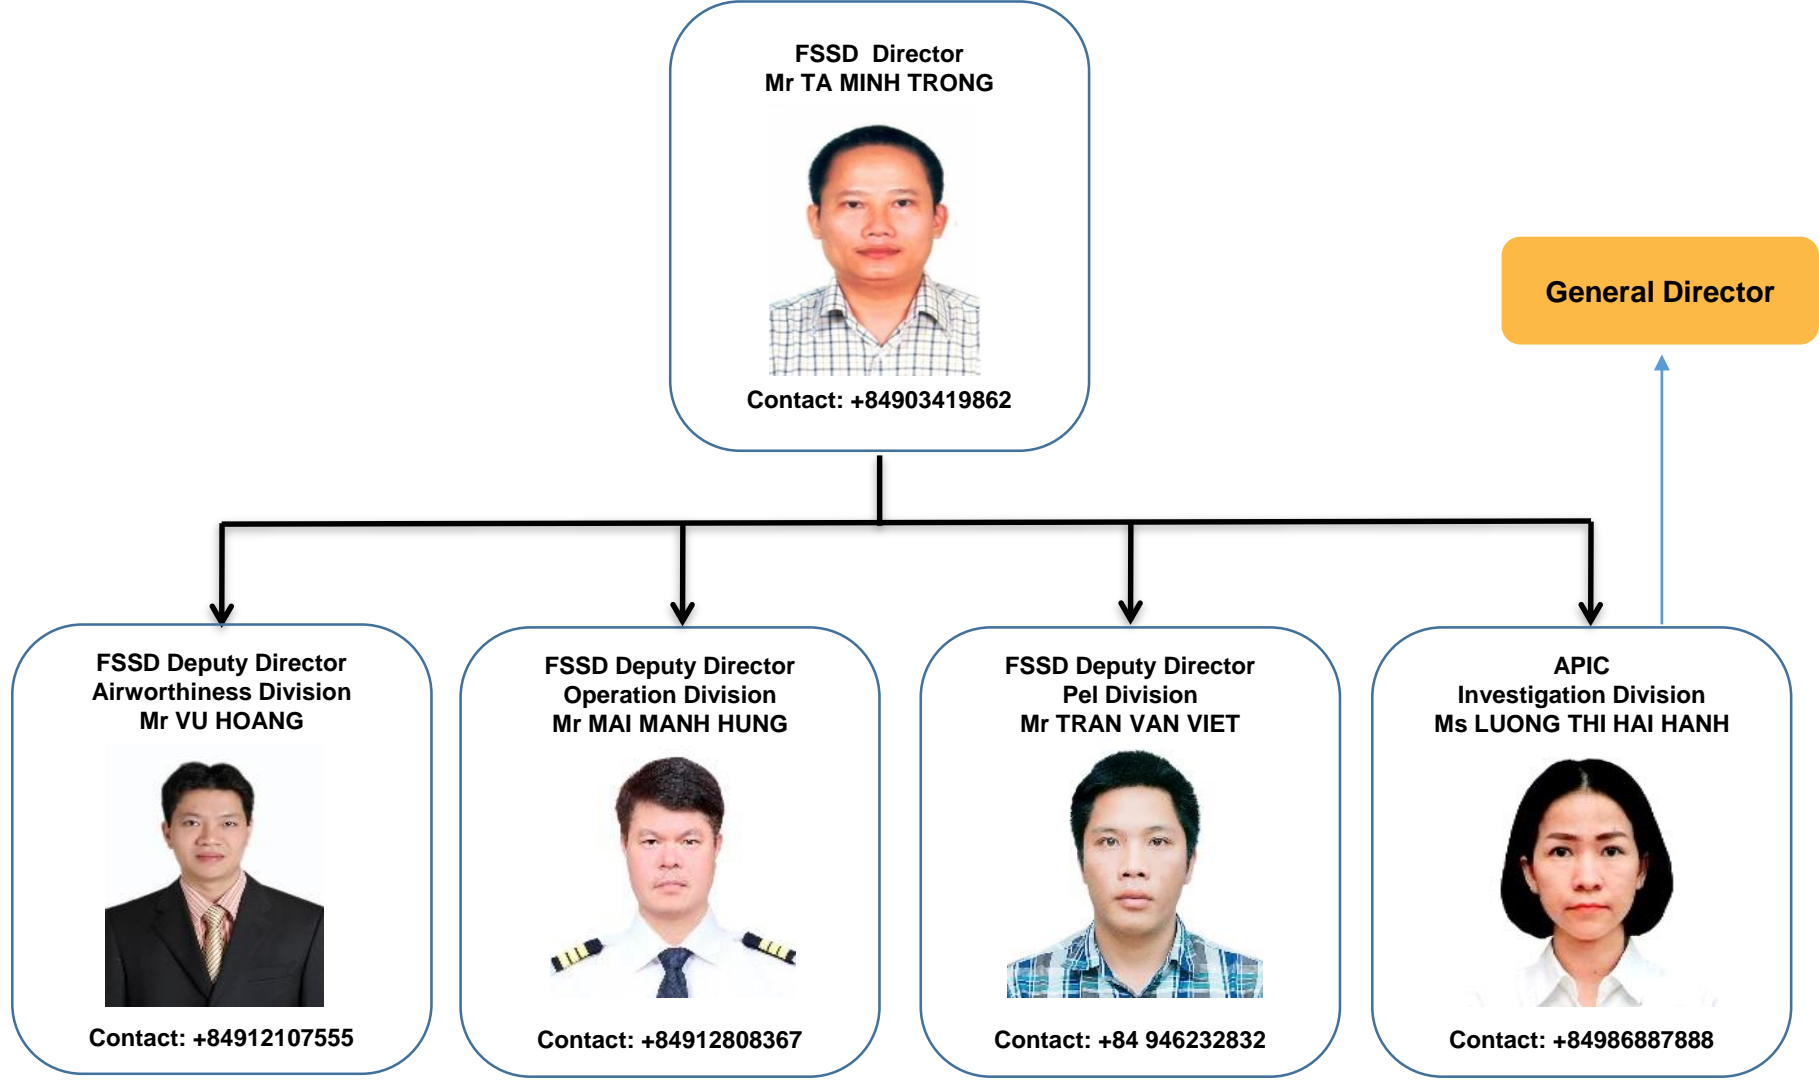 FSSD  Director
Mr TA MINH TRONG
Contact: +84903419862
General Director
FSSD Deputy Director
Airworthiness Division
Mr VU HOANG
Contact: +84912107555
FSSD Deputy Director
Operation Division
Mr MAI MANH HUNG
Contact: +84912808367
FSSD Deputy Director
Pel Division
Mr TRAN VAN VIET
Contact: +84 946232832
APIC
Investigation Division
Ms LUONG THI HAI HANH
Contact: +84986887888